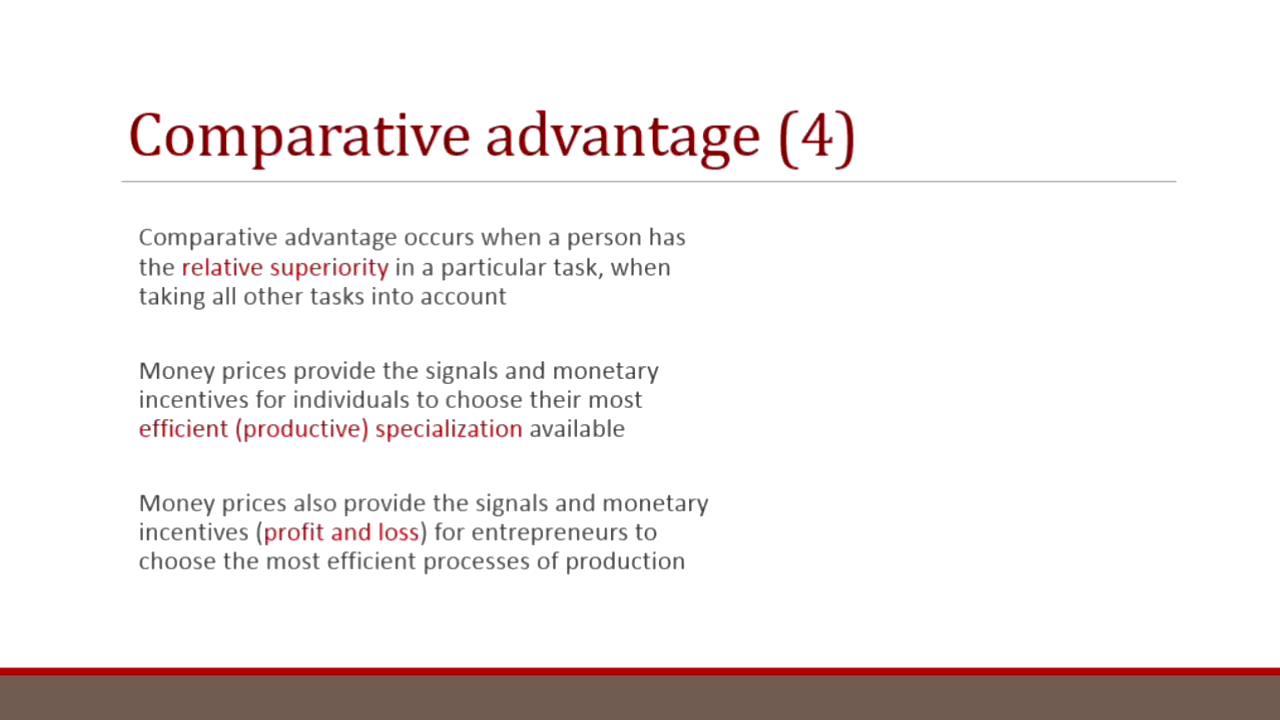 Comparative advantage (4)
Comparative advantage occurs when a person has
the relative superiority in a particular task, when
taking all other tasks into account
Money prices provide the signals and monetary
incentives for individuals to choose their most
efficient (productive) specialization available
Money prices also provide the signals and monetary
incentives (profit and loss) for entrepreneurs to
choose the most efficient processes of production